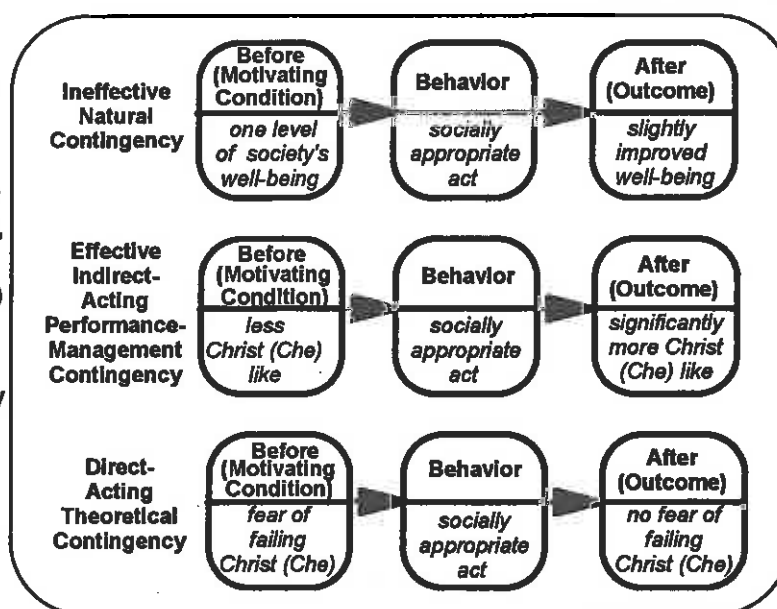 Ineffective
Natural
Contingency
Before
(Motivating
Condition)
one level
of society's
well-being
Behavior
socially
appropriate
act
After
(Outcome)
slightly
improved
well-being
Effective
Indirect-
Acting
Performance-
Management
Contingency
Before
(Motivating
Condition)
less
Christ (Che)
like
Behavior
socially
appropriate
act
After
(Outcome)
significantly
more Christ
(Che) like
Direct-
Acting
Theoretical
Contingency
Before
(Motivating
Condition)
fear of
failing
Christ (Che)
Behavior
socially
appropriate
act
After
(Outcome)
no fear of
failing
Christ (Che)